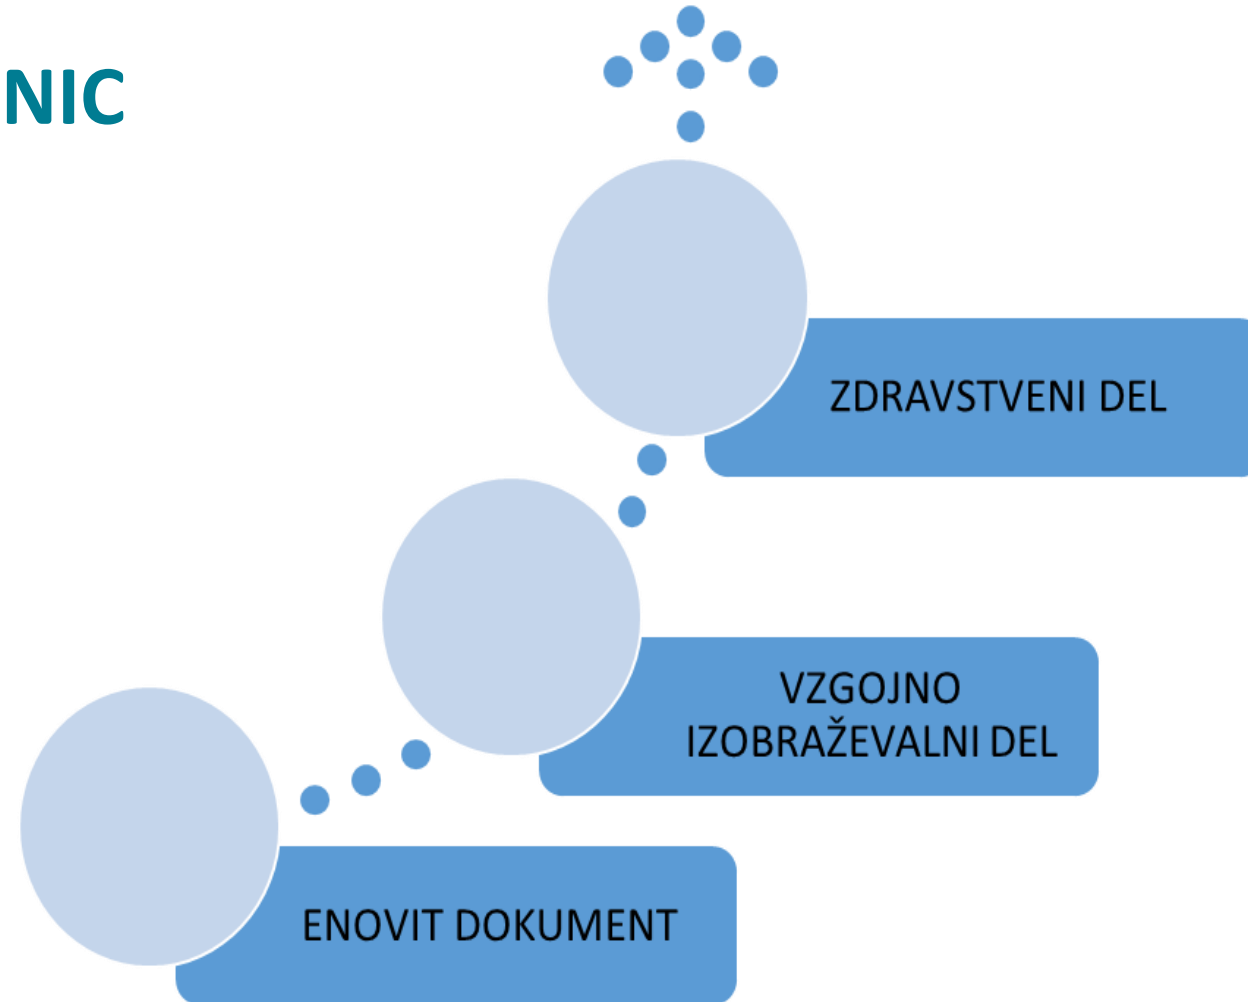 NIC
ZDRAVSTVENI DEL
VZGOJNO
IZOBRAŽEVALNI DEL
ENOVIT DOKUMENT